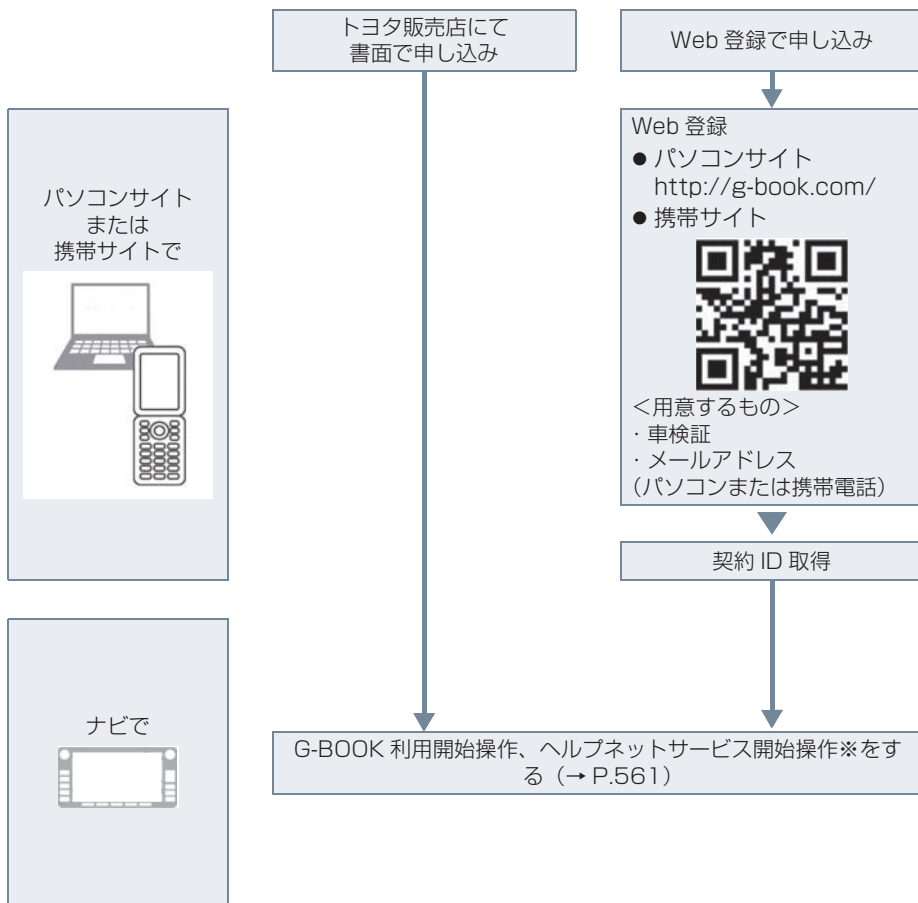 トヨタ販売店にて
書面で申し込み
Web 登録で申し込み
パソコンサイト
または
携帯サイトで
Web 登録
● パソコンサイト
http://g-book.com/
● 携帯サイト
＜用意するもの＞
・車検証
・メールアドレス
（パソコンまたは携帯電話）
契約 ID 取得
ナビで
G-BOOK 利用開始操作、ヘルプネットサービス開始操作※をす
る（→ P.561）